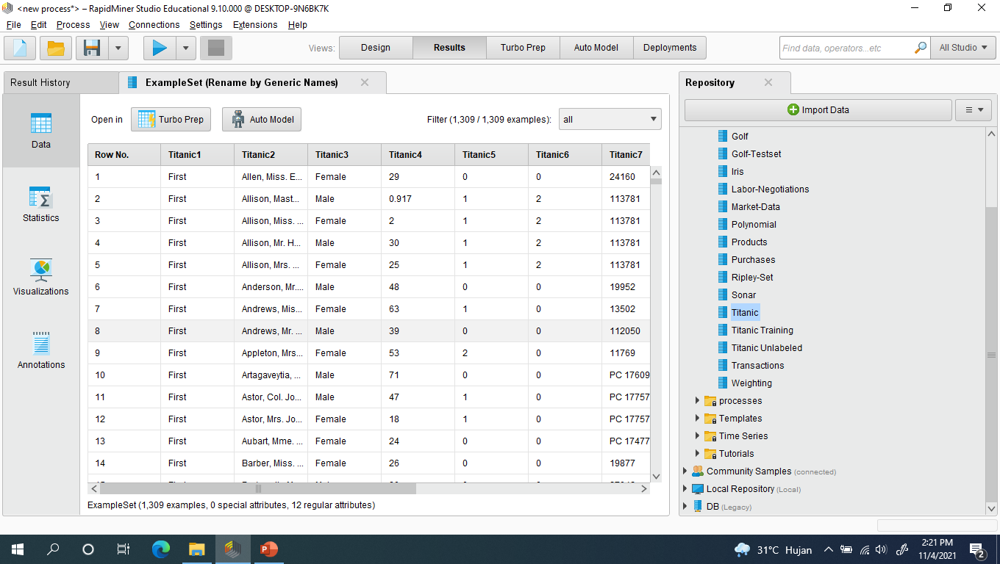 <new process*> – RapidMiner Studio Educational 9.10.000 @ DESKTOP-9N6BK7K
File Edit Process View Connections Settings Extensions Help
Views: Design Results Turbo Prep Auto Model Deployments Find data, operators...etc All Studio
Result History ExampleSet (Rename by Generic Names) Repository
Open in Turbo Prep Auto Model Filter (1,309 / 1,309 examples): all
Import Data
Data
Statistics
Visualizations
Annotations
Row No. Titanic1 Titanic2 Titanic3 Titanic4 Titanic5 Titanic6 Titanic7
1 First Allen, Miss. E... Female 29 0 0 24160
2 First Allison, Mast... Male 0.917 1 2 113781
3 First Allison, Miss. ... Female 2 1 2 113781
4 First Allison, Mr. H... Male 30 1 2 113781
5 First Allison, Mrs. ... Female 25 1 2 113781
6 First Anderson, Mr.... Male 48 0 0 19952
7 First Andrews, Mis... Female 63 1 0 13502
8 First Andrews, Mr. ... Male 39 0 0 112050
9 First Appleton, Mrs... Female 53 2 0 11769
10 First Artagaveytia, ... Male 71 0 0 PC 17609
11 First Astor, Col. Jo... Male 47 1 0 PC 17757
12 First Astor, Mrs. Jo... Female 18 1 0 PC 17757
13 First Aubart, Mme. ... Female 24 0 0 PC 17477
14 First Barber, Miss. ... Female 26 0 0 19877
ExampleSet (1,309 examples, 0 special attributes, 12 regular attributes)
Golf
Golf-Testset
Iris
Labor-Negotiations
Market-Data
Polynomial
Products
Purchases
Ripley-Set
Sonar
Titanic
Titanic Training
Titanic Unlabeled
Transactions
Weighting
processes
Templates
Time Series
Tutorials
Community Samples (connected)
Local Repository (Local)
DB (Legacy)
31°C Hujan
2:21 PM
11/4/2021
2